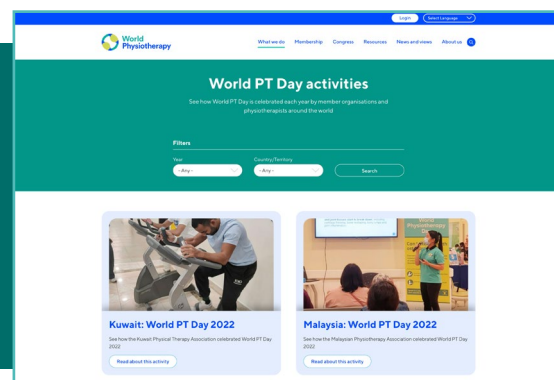 Login
Select Language
World
Physiotherapy
What we do Membership Congress Resources News and views About us
World PT Day activities
See how World PT Day is celebrated each year by member organisations and
physiotherapists around the world
Filters
Year
Country/Territory
- Any -
- Any -
Search
Physiotherapy
Kuwait: World PT Day 2022
See how the Kuwait Physical Therapy Association celebrated World PT Day
2022
Read about this activity
Malaysia: World PT Day 2022
See how the Malaysian Physiotherapy Association celebrated World PT Day
2022
Read about this activity